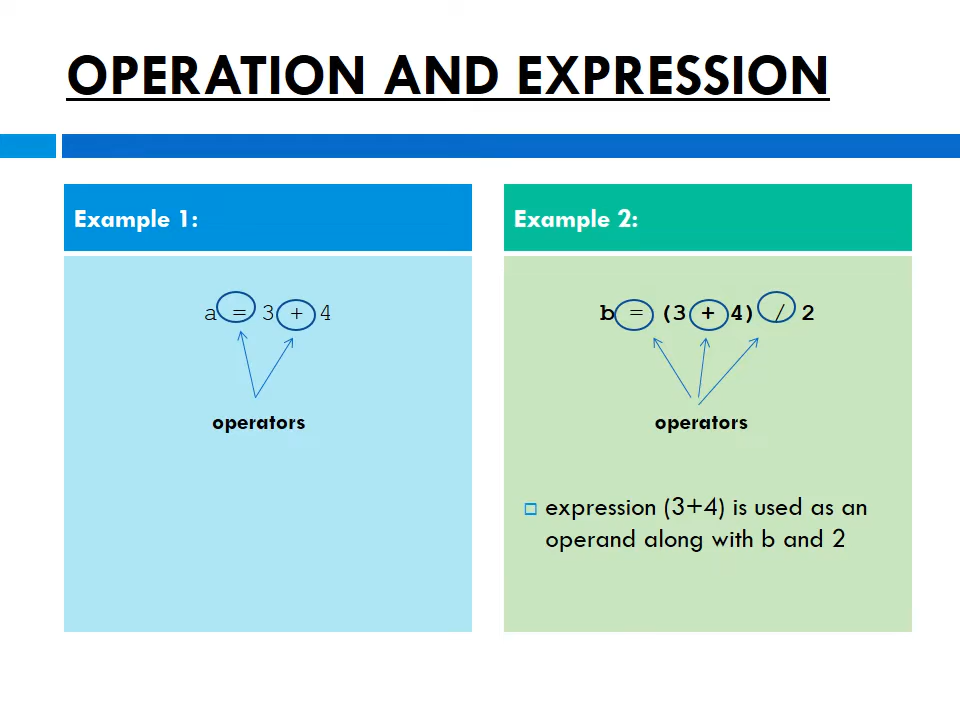 OPERATION AND EXPRESSION
Example 1:
a = 3 + 4
operators
Example 2:
b = (3 + 4) / 2
operators
expression (3+4) is used as an
operand along with b and 2